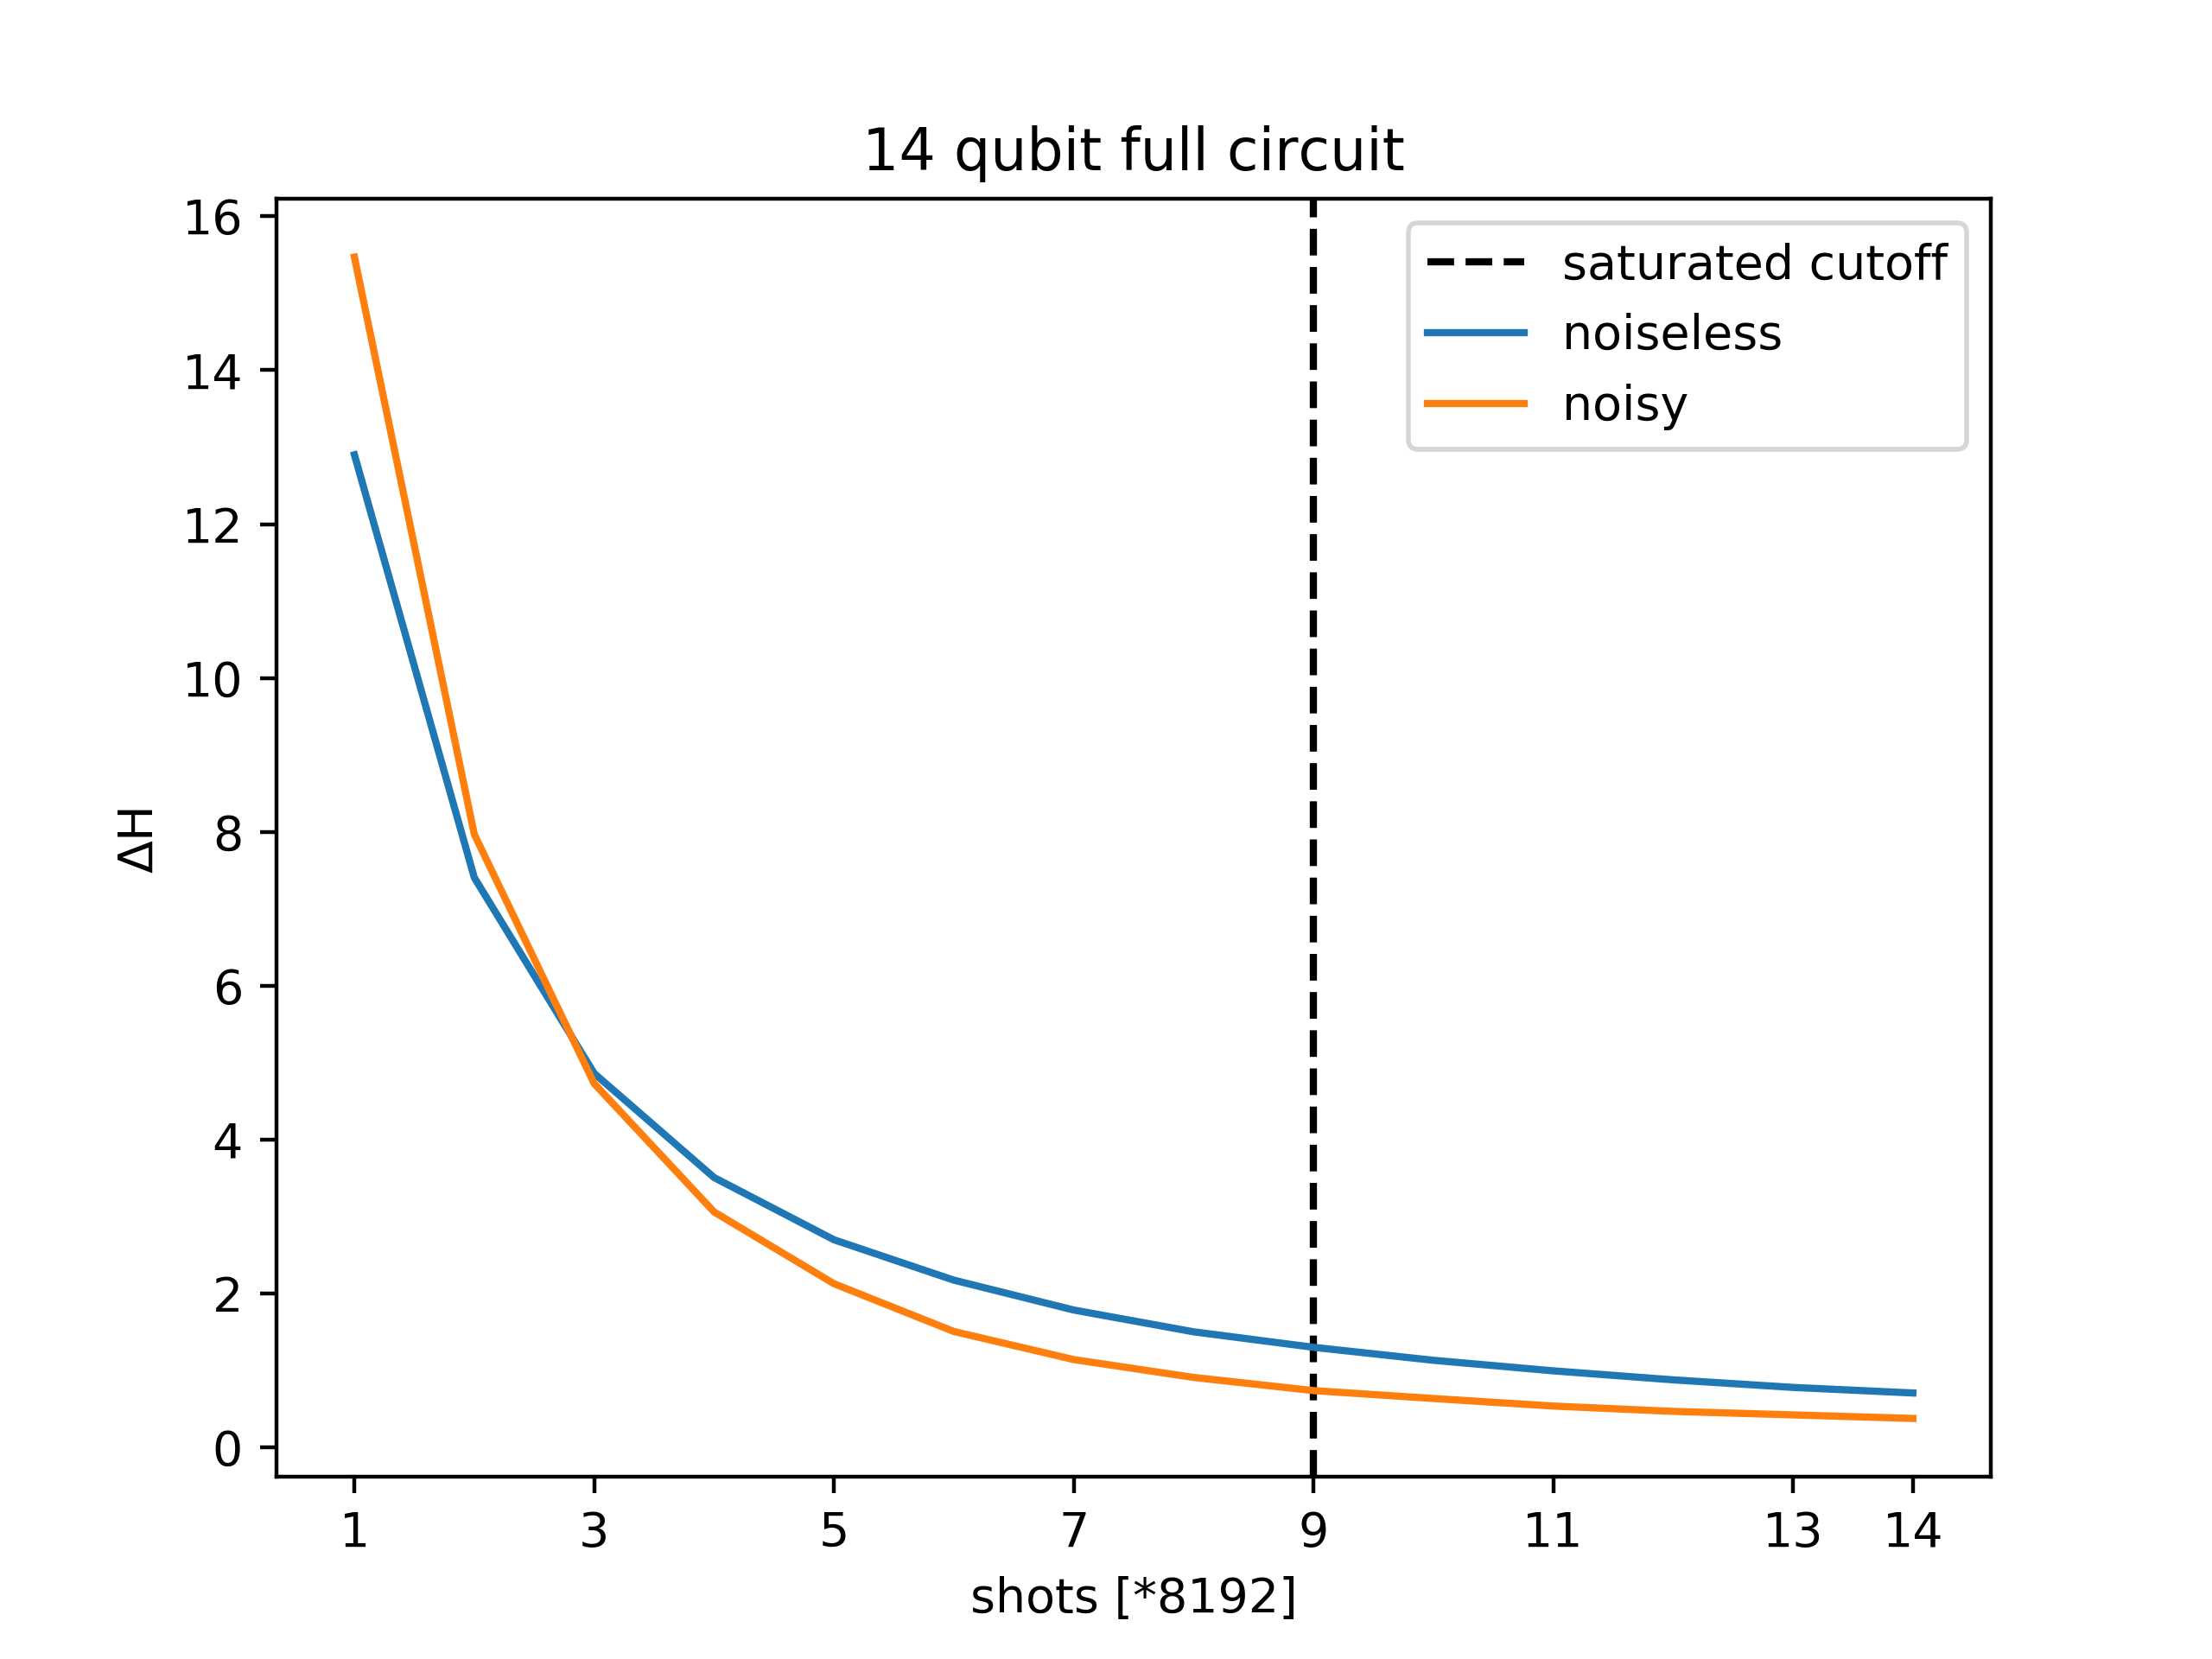 14 qubit full circuit
16
14
12
10
8
6
4
2
0
ΔH
saturated cutoff
noiseless
noisy
1 3 5 7 9 11 13 14
shots [*8192]